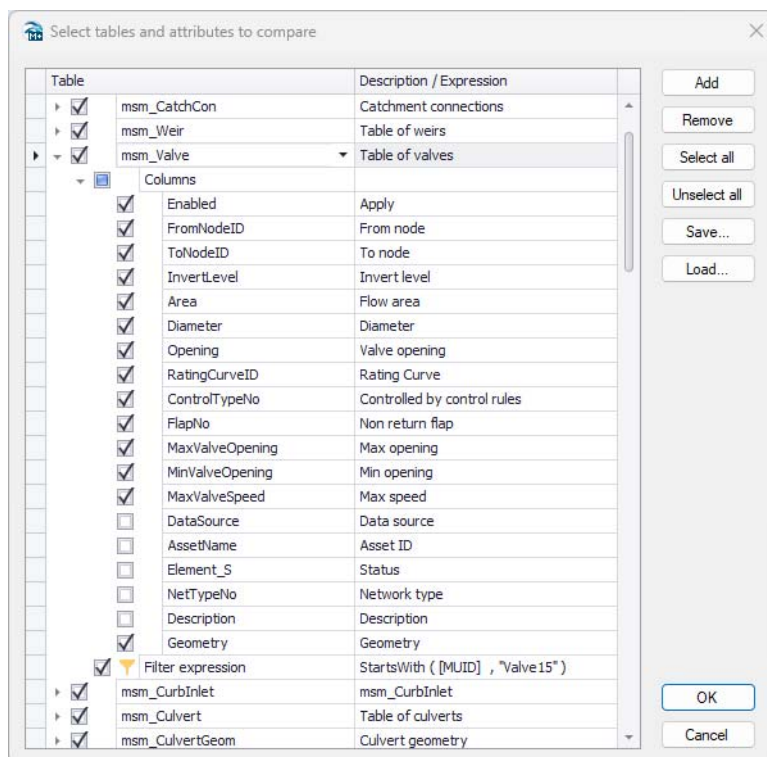 M+ Select tables and attributes to compare
Table Description / Expression
msm_CatchCon Catchment connections
msm_Weir Table of weirs
msm_Valve Table of valves
Columns
Enabled Apply
FromNodeID From node
ToNodeID To node
InvertLevel Invert level
Area Flow area
Diameter Diameter
Opening Valve opening
RatingCurveID Rating Curve
ControlTypeNo Controlled by control rules
FlapNo Non return flap
MaxValveOpening Max opening
MinValveOpening Min opening
MaxValveSpeed Max speed
DataSource Data source
AssetName Asset ID
Element_S Status
NetTypeNo Network type
Description Description
Geometry Geometry
Filter expression StartsWith ( [MUID] , "Valve15" )
msm_CurbInlet msm_CurbInlet
msm_Culvert Table of culverts
msm_CulvertGeom Culvert geometry
Add
Remove
Select all
Unselect all
Save...
Load...
OK
Cancel